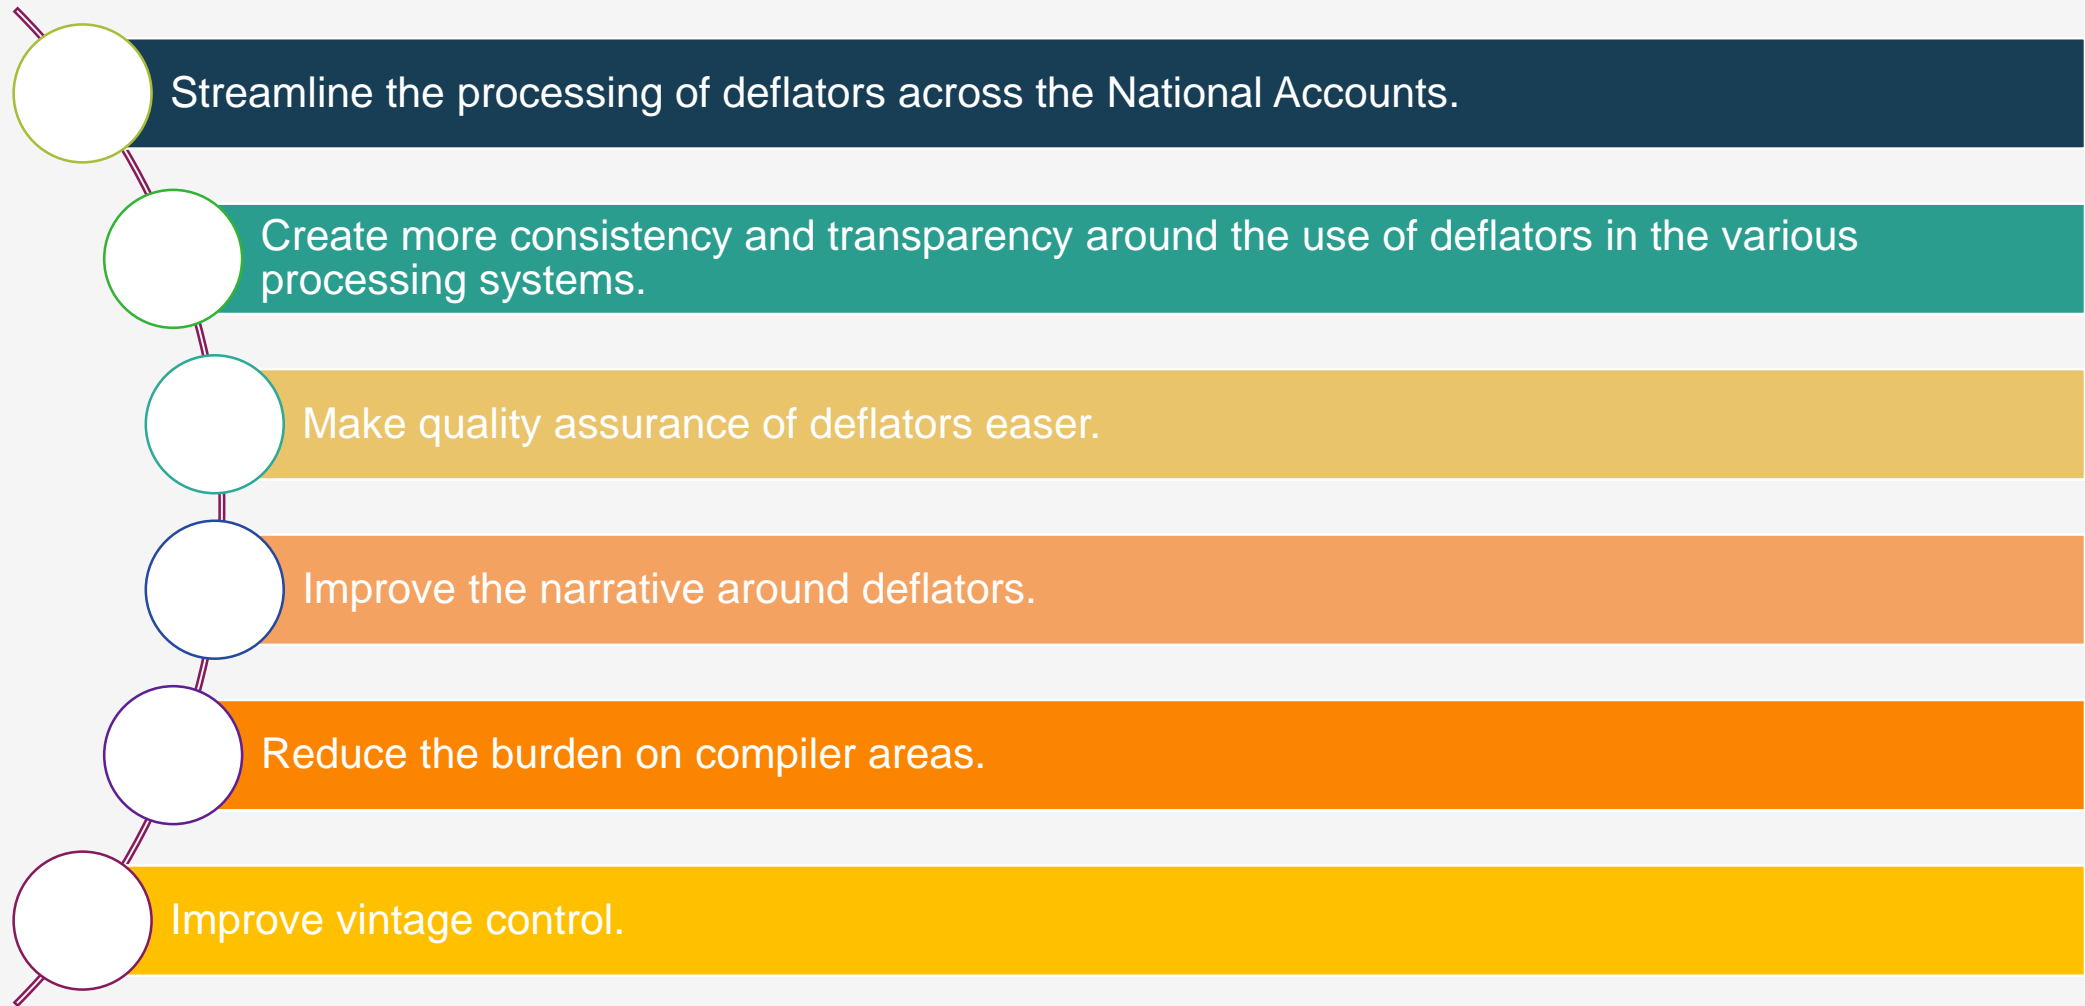 Streamline the processing of deflators across the National Accounts.
Create more consistency and transparency around the use of deflators in the various
processing systems.
Make quality assurance of deflators easer.
Improve the narrative around deflators.
Reduce the burden on compiler areas.
Improve vintage control.